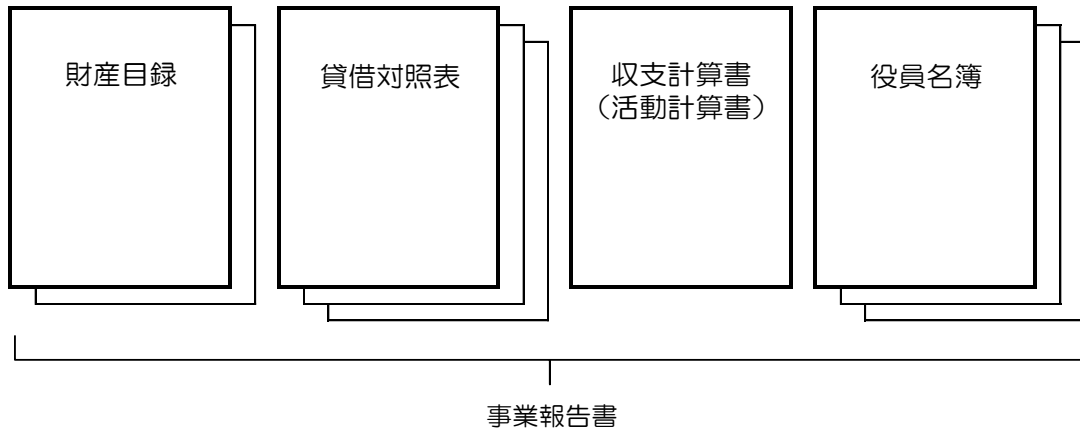 財産目録
貸借対照表
収支計算書
（活動計算書）
役員名簿
事業報告書